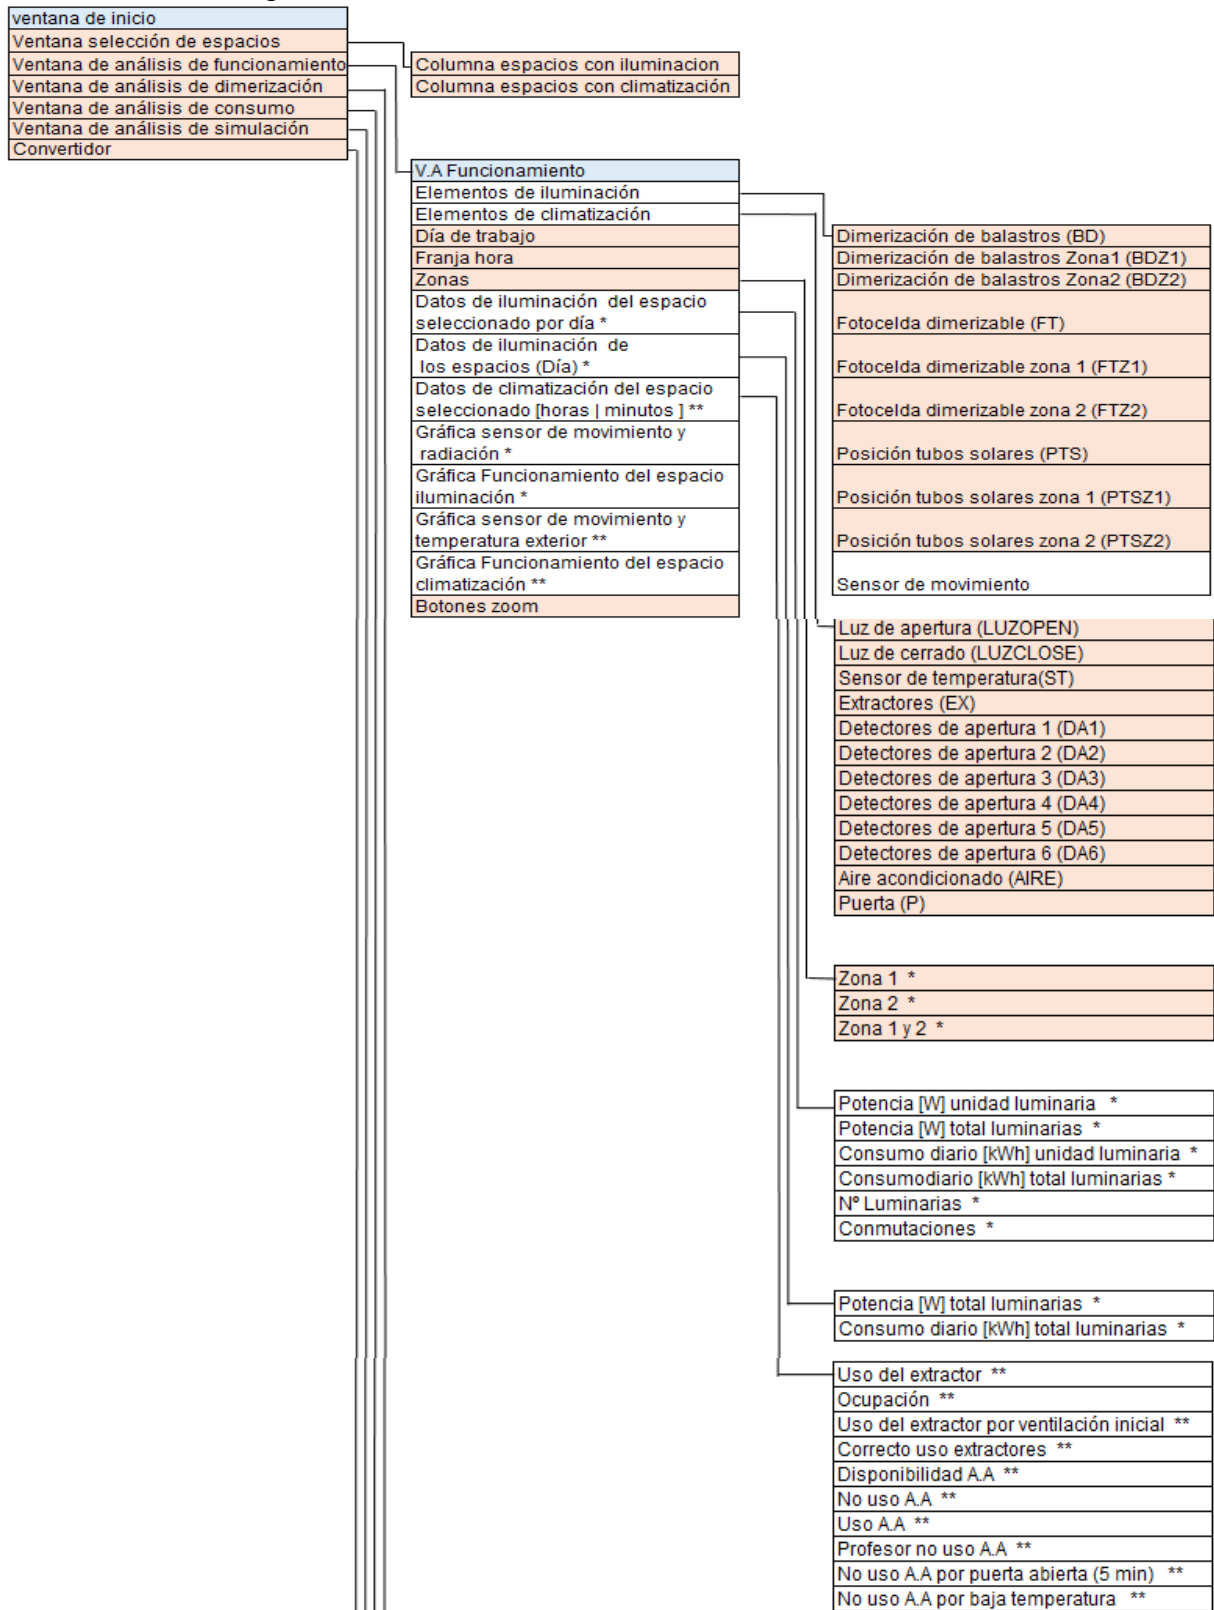 ventana de inicio
Ventana selección de espacios
Ventana de análisis de funcionamiento
Ventana de análisis de dimerización
Ventana de análisis de consumo
Ventana de análisis de simulación
Convertidor
Columna espacios con iluminacion
Columna espacios con climatización
V.A Funcionamiento
Elementos de iluminación
Elementos de climatización
Día de trabajo
Franja hora
Zonas
Datos de iluminación del espacio
seleccionado por día *
Datos de iluminación de
los espacios (Día) *
Datos de climatización del espacio
seleccionado [horas | minutos ] **
Gráfica sensor de movimiento y
radiación *
Gráfica Funcionamiento del espacio
iluminación *
Gráfica sensor de movimiento y
temperatura exterior **
Gráfica Funcionamiento del espacio
climatización **
Botones zoom
Dimerización de balastros (BD)
Dimerización de balastros Zona1 (BDZ1)
Dimerización de balastros Zona2 (BDZ2)
Fotocelda dimerizable (FT)
Fotocelda dimerizable zona 1 (FTZ1)
Fotocelda dimerizable zona 2 (FTZ2)
Posición tubos solares (PTS)
Posición tubos solares zona 1 (PTSZ1)
Posición tubos solares zona 2 (PTSZ2)
Sensor de movimiento
Luz de apertura (LUZOPEN)
Luz de cerrado (LUZCLOSE)
Sensor de temperatura(ST)
Extractores (EX)
Detectores de apertura 1 (DA1)
Detectores de apertura 2 (DA2)
Detectores de apertura 3 (DA3)
Detectores de apertura 4 (DA4)
Detectores de apertura 5 (DA5)
Detectores de apertura 6 (DA6)
Aire acondicionado (AIRE)
Puerta (P)
Zona 1 *
Zona 2 *
Zona 1 y 2 *
Potencia [W] unidad luminaria *
Potencia [W] total luminarias *
Consumo diario [kWh] unidad luminaria *
Consumodiario [kWh] total luminarias *
Nº Luminarias *
Conmutaciones *
Potencia [W] total luminarias *
Consumo diario [kWh] total luminarias *
Uso del extractor **
Ocupación **
Uso del extractor por ventilación inicial **
Correcto uso extractores **
Disponibilidad A.A **
No uso A.A **
Uso A.A **
Profesor no uso A.A **
No uso A.A por puerta abierta (5 min) **
No uso A.A por baja temperatura **